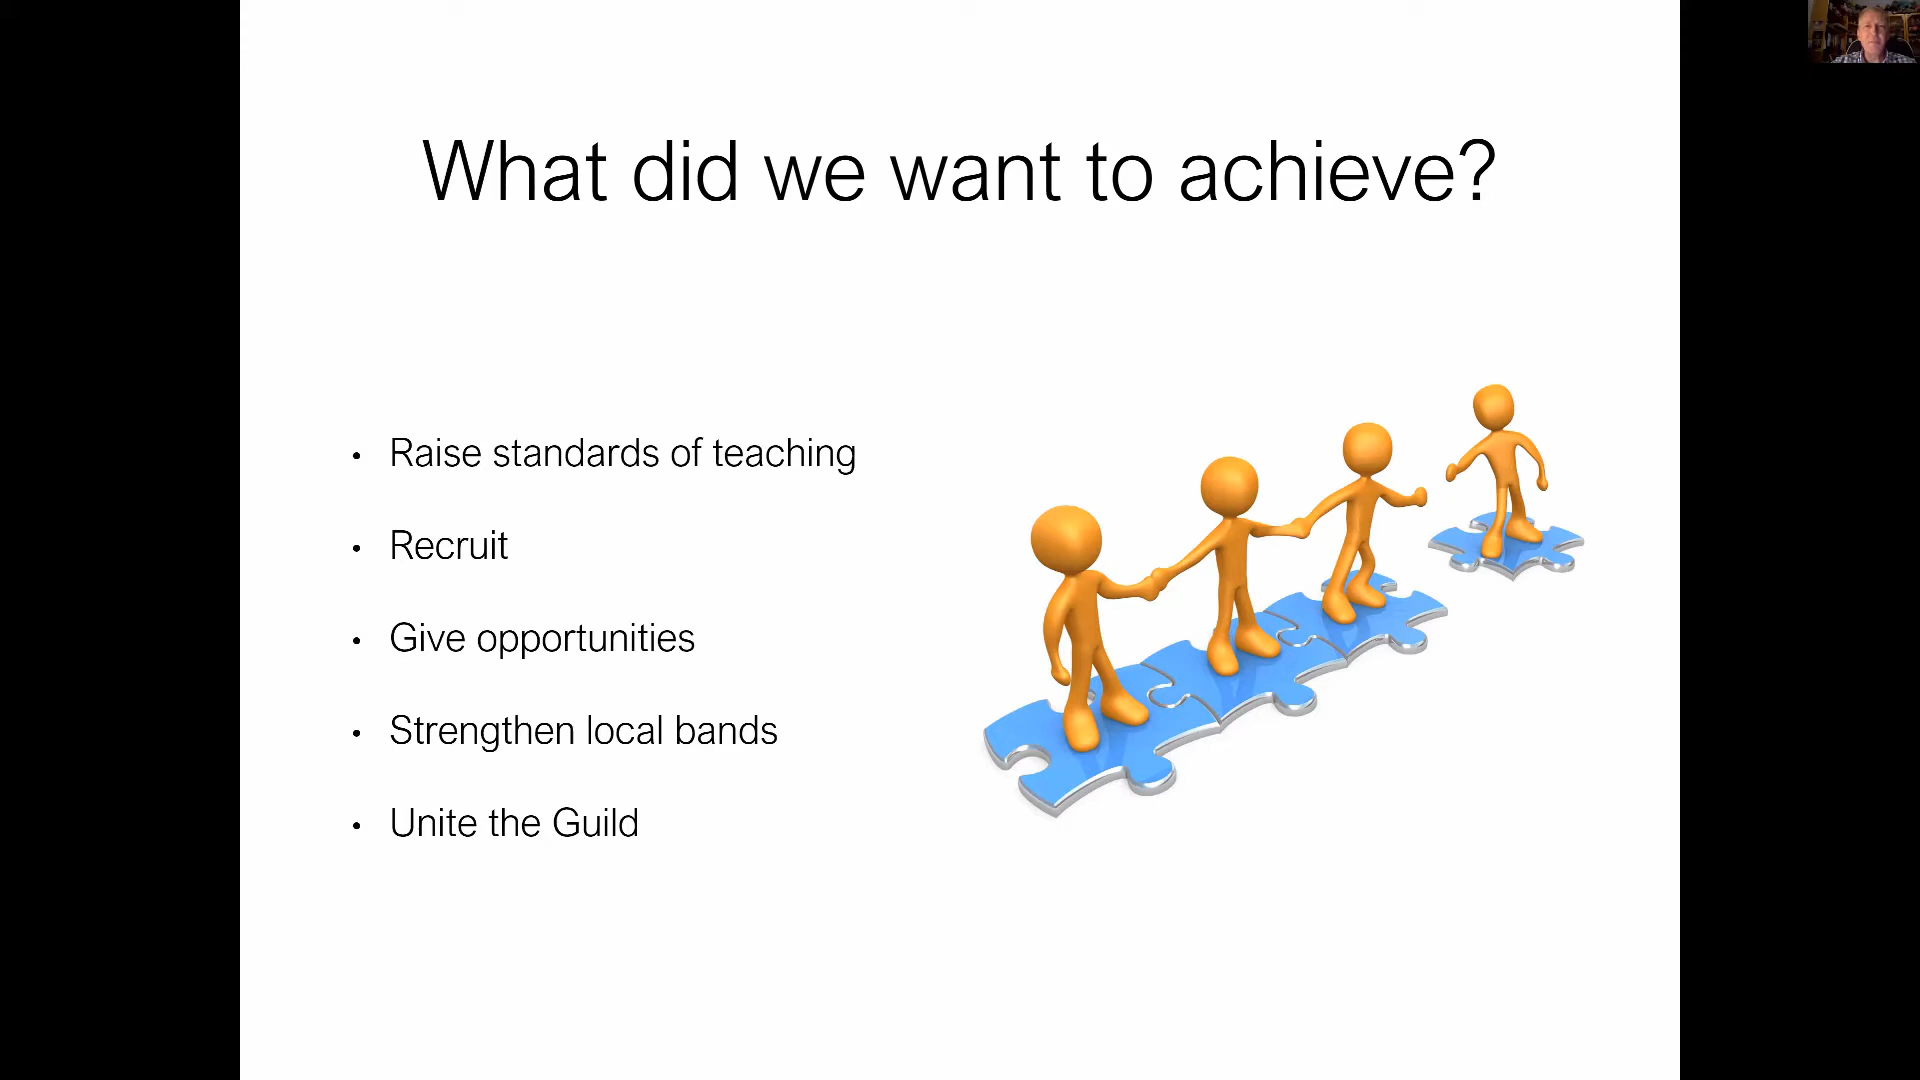 What did we want to achieve?
• Raise standards of teaching
• Recruit
• Give opportunities
• Strengthen local bands
• Unite the Guild